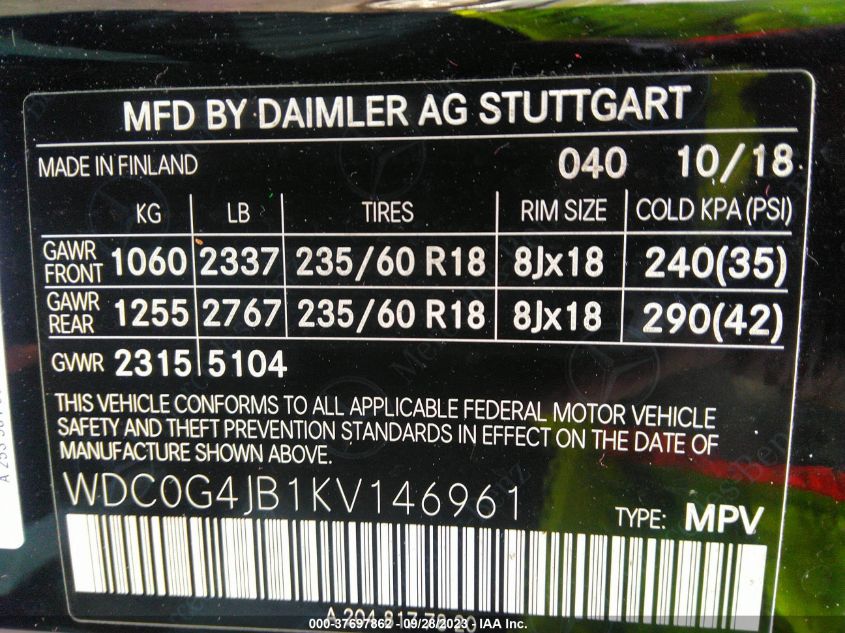 MFD BY DAIMLER AG STUTTGART
MADE IN FINLAND 040 10/18
KG LB TIRES RIM SIZE COLD KPA (PSI)
GAWR FRONT 1060 2337 235/60 R18 8Jx18 240(35)
GAWR REAR 1255 2767 235/60 R18 8Jx18 290(42)
GVWR 2315 5104
THIS VEHICLE CONFORMS TO ALL APPLICABLE FEDERAL MOTOR VEHICLE
SAFETY AND THEFT PREVENTION STANDARDS IN EFFECT ON THE DATE OF
MANUFACTURE SHOWN ABOVE.
WDC0G4JB1KV146961
TYPE: MPV
A 204 817
000-37697862 - 09/28/2023 - IAA Inc.